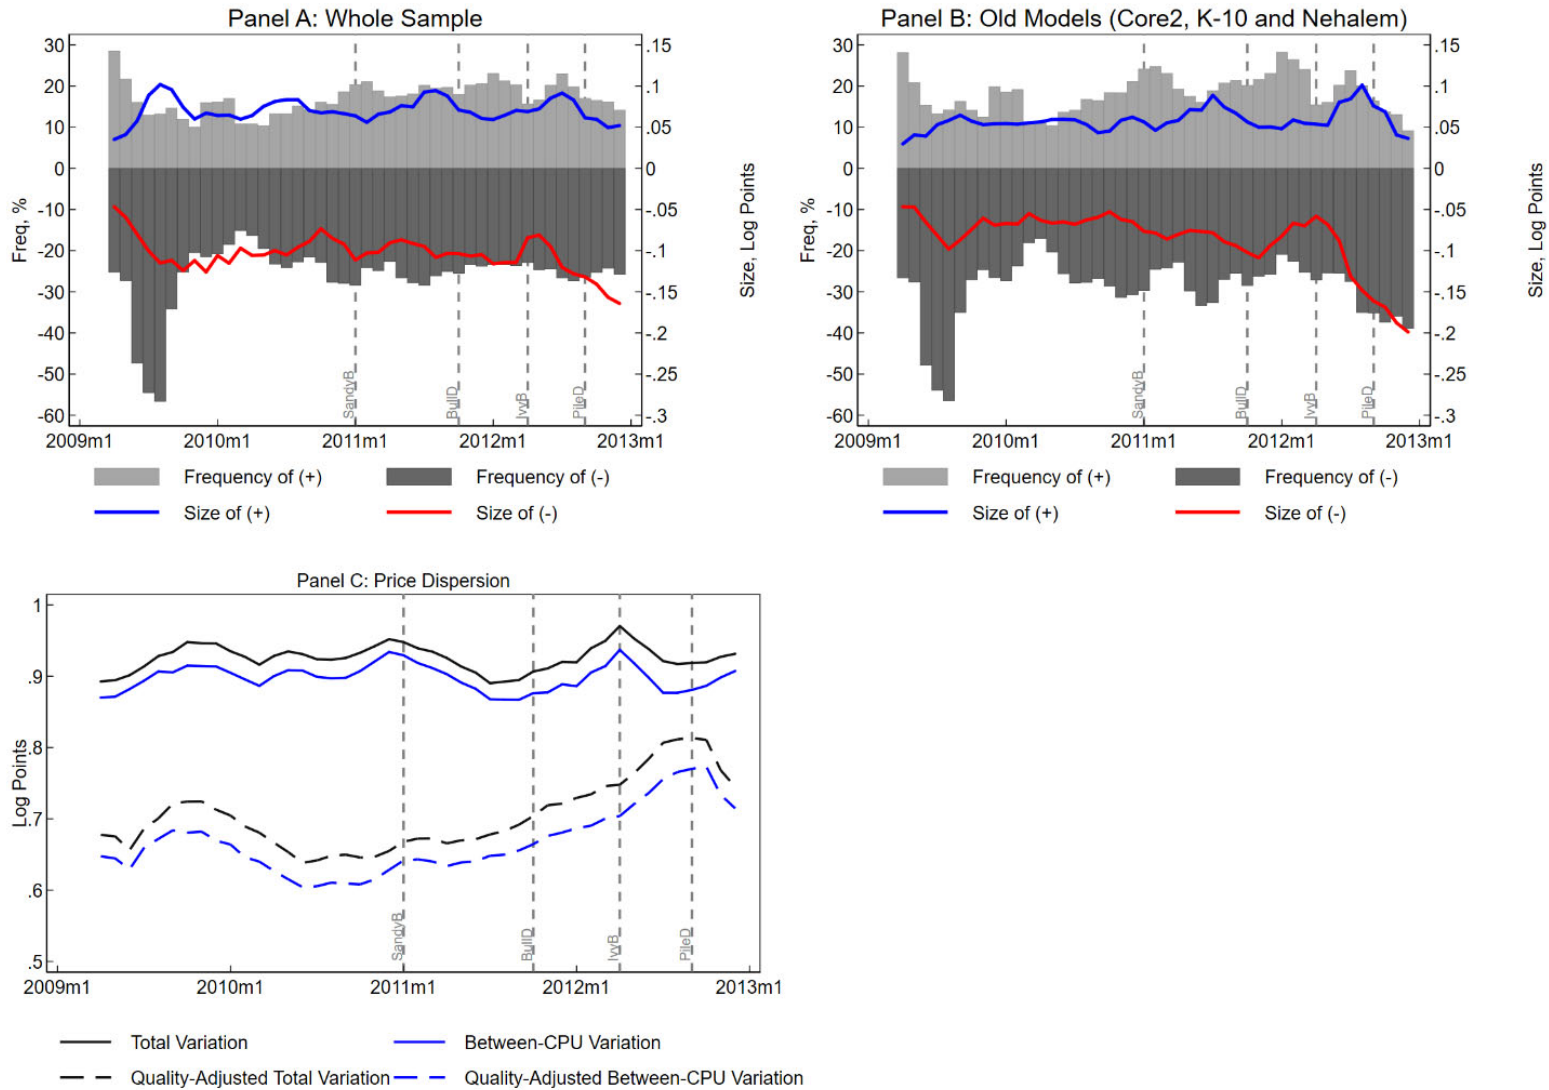 Panel A: Whole Sample
30
20
10
0
-10
-20
-30
-40
-50
-60
Freq, %
.15
.1
.05
0
-.05
-.1
-.15
-.2
-.25
-.3
Size, Log Points
SandyB
BullD
IvyB
PileD
2009m1 2010m1 2011m1 2012m1 2013m1
Frequency of (+) Frequency of (-)
Size of (+) Size of (-)
Panel B: Old Models (Core2, K-10 and Nehalem)
30
20
10
0
-10
-20
-30
-40
-50
-60
Freq, %
.15
.1
.05
0
-.05
-.1
-.15
-.2
-.25
-.3
Size, Log Points
SandyB
BullD
IvyB
PileD
2009m1 2010m1 2011m1 2012m1 2013m1
Frequency of (+) Frequency of (-)
Size of (+) Size of (-)
Panel C: Price Dispersion
1
.9
.8
.7
.6
.5
Log Points
SandyB
BullD
IvyB
PileD
2009m1 2010m1 2011m1 2012m1 2013m1
Total Variation Between-CPU Variation
Quality-Adjusted Total Variation Quality-Adjusted Between-CPU Variation